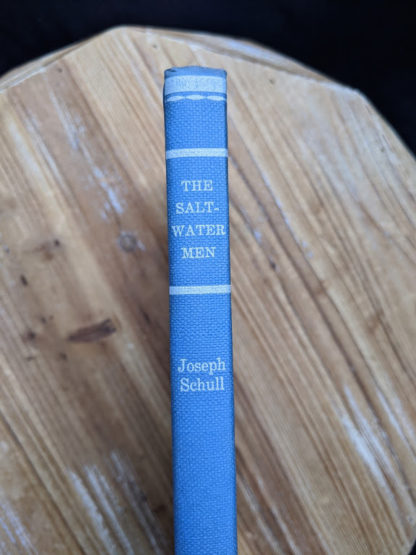 THE
SALT-
WATER
MEN
Joseph
Schull